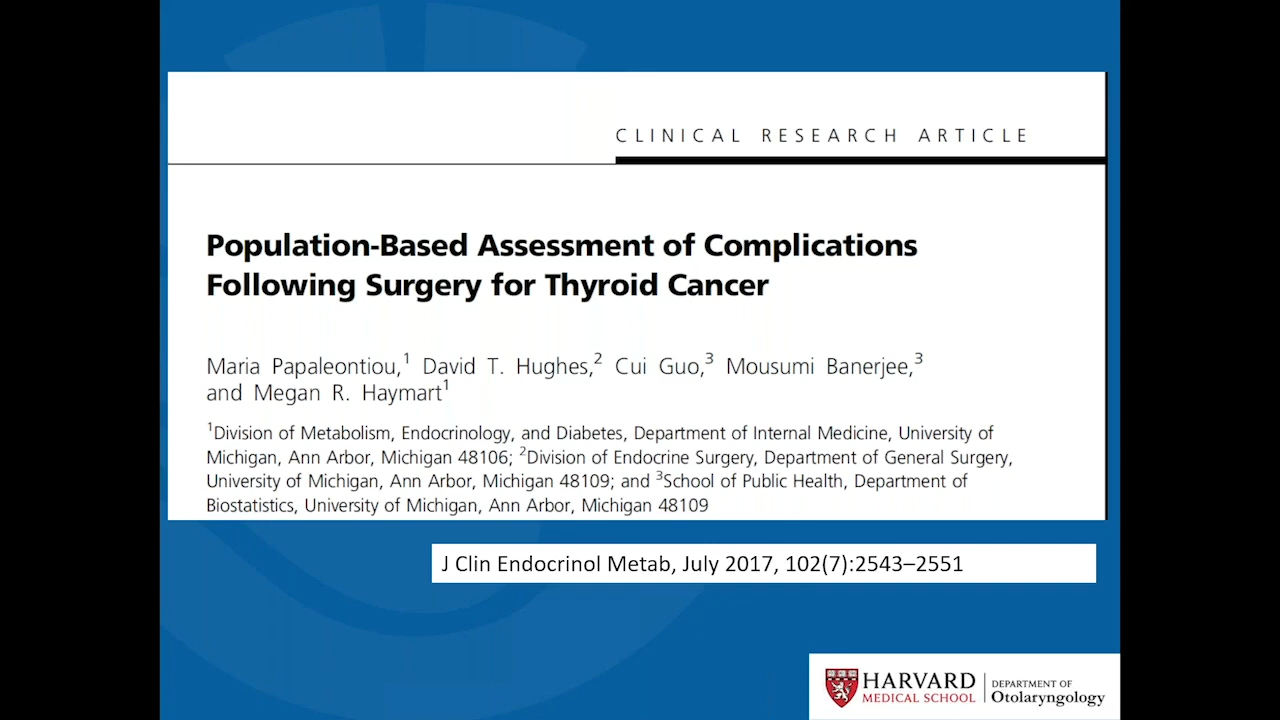 CLINICAL RESEARCH ARTICLE
Population-Based Assessment of Complications
Following Surgery for Thyroid Cancer
Maria Papaleontiou,¹ David T. Hughes,² Cui Guo,³ Mousumi Banerjee,³
and Megan R. Haymart¹
¹Division of Metabolism, Endocrinology, and Diabetes, Department of Internal Medicine, University of
Michigan, Ann Arbor, Michigan 48106; ²Division of Endocrine Surgery, Department of General Surgery,
University of Michigan, Ann Arbor, Michigan 48109; and ³School of Public Health, Department of
Biostatistics, University of Michigan, Ann Arbor, Michigan 48109
J Clin Endocrinol Metab, July 2017, 102(7):2543–2551
HARVARD
MEDICAL SCHOOL
DEPARTMENT OF
Otolaryngology